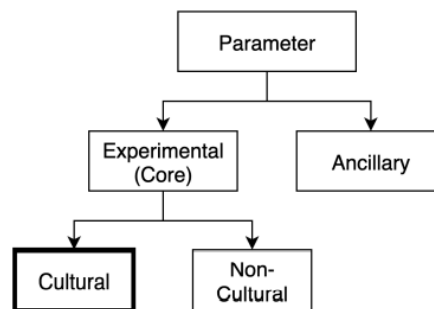 Parameter
Experimental
(Core)
Ancillary
Cultural
Non-
Cultural